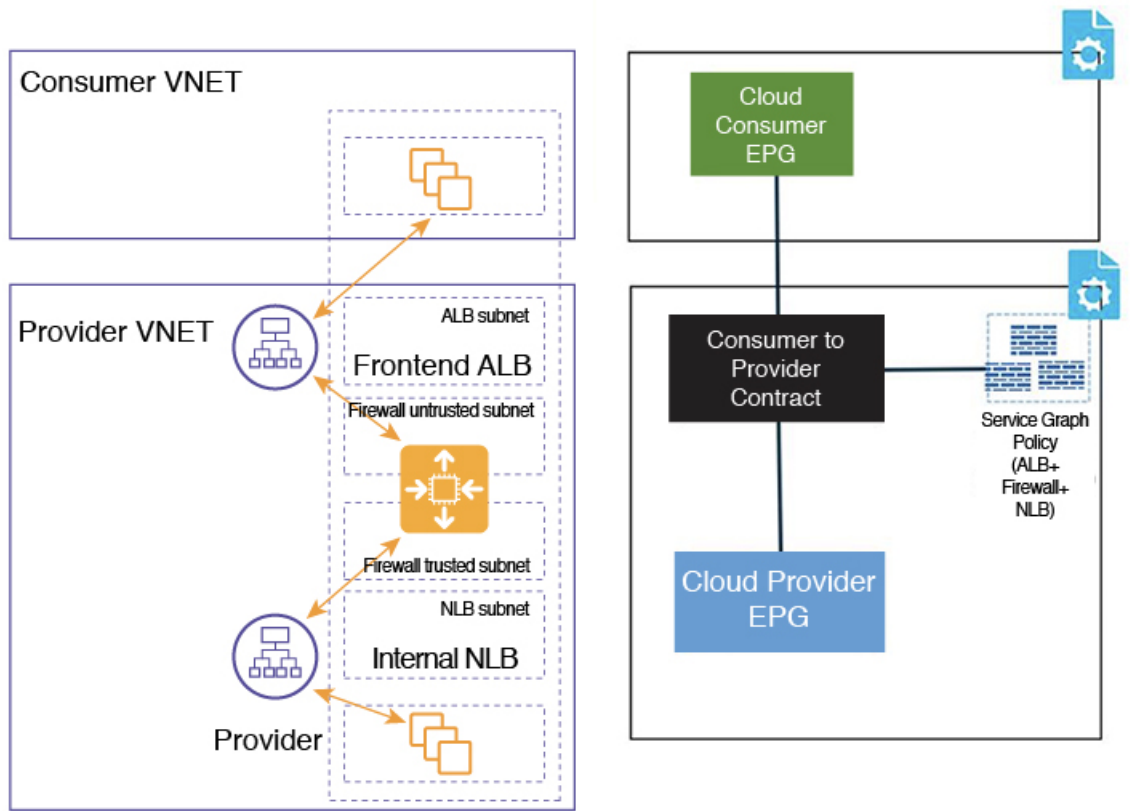 Consumer VNET
Provider VNET
ALB subnet
Frontend ALB
Firewall untrusted subnet
Firewall trusted subnet
NLB subnet
Internal NLB
Provider
Cloud
Consumer
EPG
Consumer to
Provider
Contract
Service Graph
Policy
(ALB+
Firewall+
NLB)
Cloud Provider
EPG